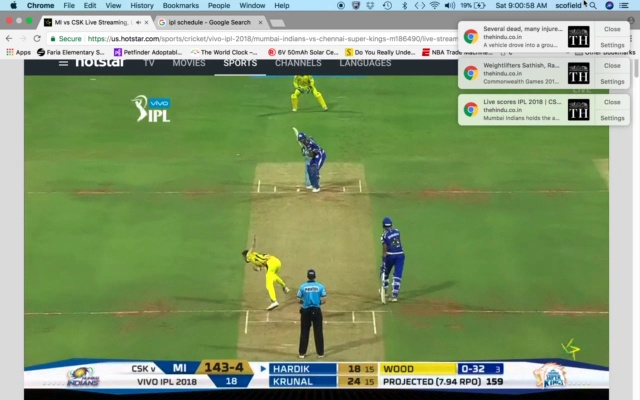 Chrome File Edit View History Bookmarks People Window Help 19% Sat 9:00:58 AM scofield
MI vs CSK Live Streaming,
ipl schedule - Google Search
Secure https://us.hotstar.com/sports/cricket/vivo-ipl-2018/mumbai-indians-vs-chennai-super-kings-m186490/live-stream
Apps Faria Elementary S... Petfinder Adoptabl... The World Clock –... 6V 50mAh Solar Ce... Do You Really Unde... NBA Trade
Several dead, many injure...
thehindu.co.in
A vehicle drove into a grou...
TH
Close
Settings
Weightlifters Sathish, Ra...
thehindu.co.in
Commonwealth Games 201...
TH
Close
Settings
Live scores IPL 2018 | CS...
thehindu.co.in
Mumbai Indians holds the a...
TH
Close
Settings
hotstar TV MOVIES SPORTS CHANNELS LANGUAGES
vivo
IPL
CSK v MI 143-4 HARDIK 18 15 WOOD 0-32 3
VIVO IPL 2018 18 KRUNAL 24 15 PROJECTED (7.94 RPO) 159
INDIANS
SUPER
KINGS